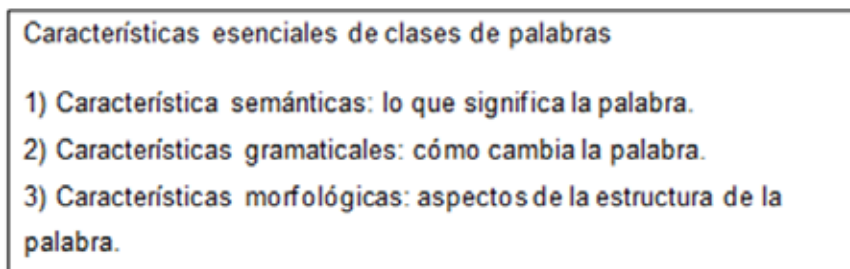 Características esenciales de clases de palabras
1) Característica semánticas: lo que significa la palabra.
2) Características gramaticales: cómo cambia la palabra.
3) Características morfológicas: aspectos de la estructura de la
palabra.